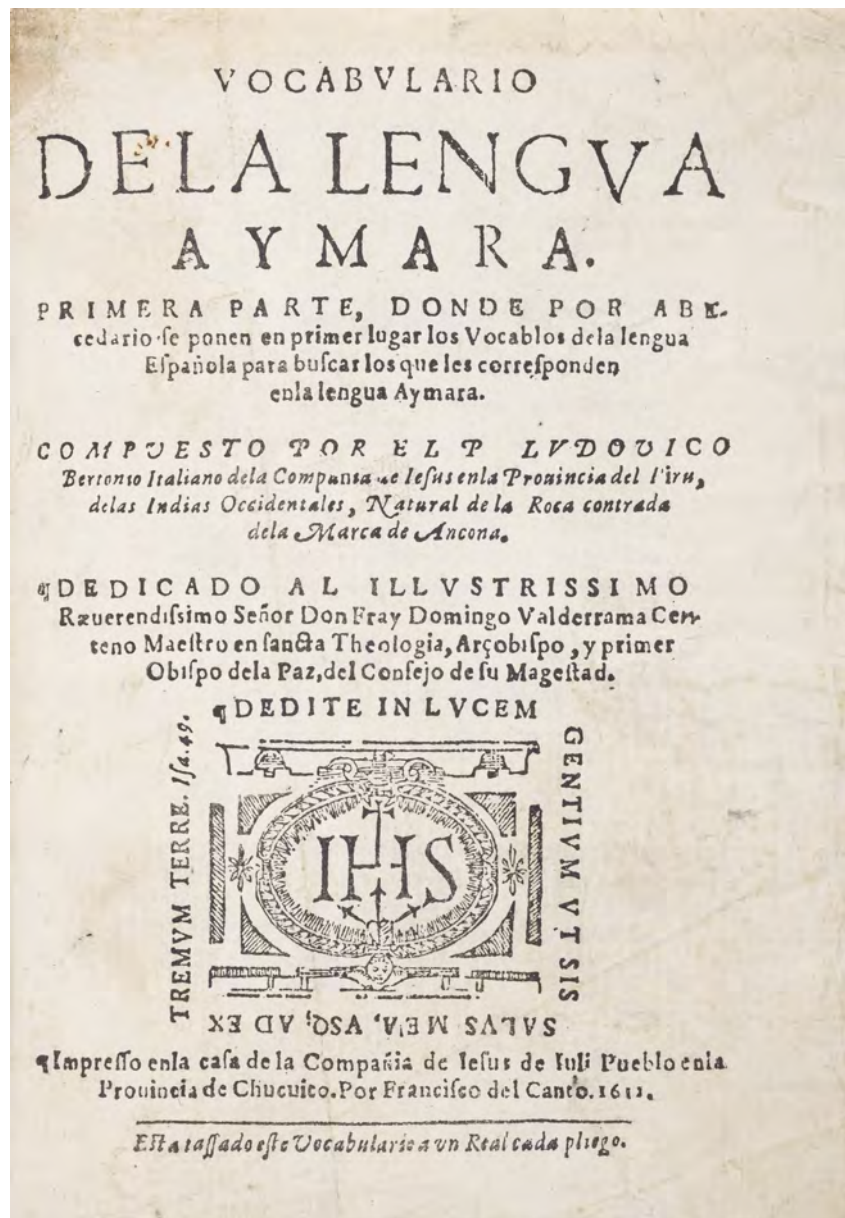 VOCABVLARIO
DELA LENGVA
AYMARA.
PRIMERA PARTE, DONDE POR ABE-
cedario ſe ponen en primer lugar los Vocablos dela lengua
Eſpañola para buſcar los que les correſponden
enla lengua Aymara.
COMPVESTO POR EL P LVDOVICO
Bertonio Italiano dela Compania de Ieſus enla Prouincia del Piru,
delas Indias Occidentales, Natural de la Roca contrada
dela Marca de Ancona.
¶DEDICADO AL ILLVSTRISSIMO
Ræuerendiſsimo Señor Don Fray Domingo Valderrama Cen-
teno Maeſtro en ſancta Theologia, Arçobiſpo, y primer
Obiſpo dela Paz, del Conſejo de ſu Mageſtad.
¶DEDITE IN LVCEM
GENTIVM VT SIS
SALVS MEA, VSQ; AD EX
TREMVM TERRE. Iſa. 49.
IHS
¶Impreſſo enla caſa de la Compañia de Ieſus de Iuli Pueblo enla
Prouincia de Chucuito. Por Franciſco del Canto. 1612.
Eſta taſſado eſte Vocabulario a vn Real cada pliego.